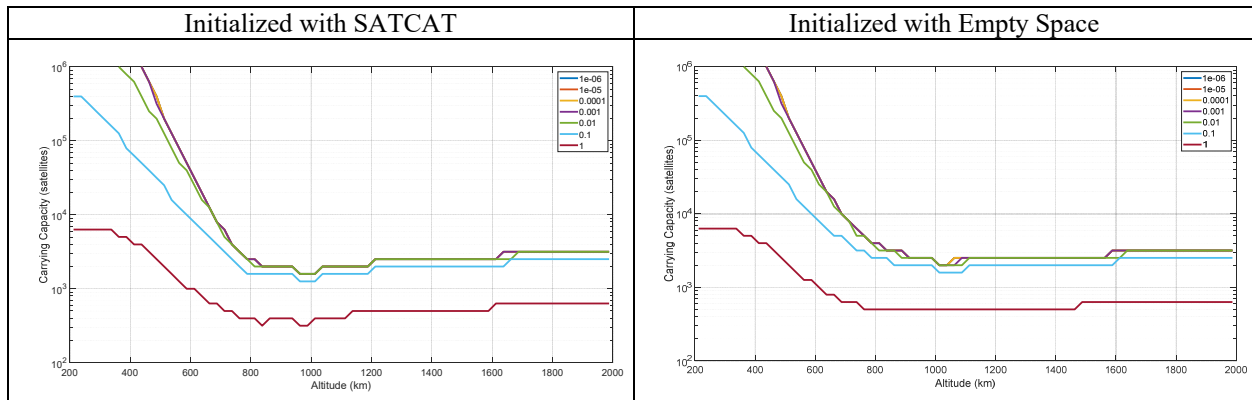 Initialized with SATCAT
Initialized with Empty Space
10^6
10^5
10^4
10^3
10^2
Carrying Capacity (satellites)
1e-06
1e-05
0.0001
0.001
0.01
0.1
1
200 400 600 800 1000 1200 1400 1600 1800 2000
Altitude (km)
10^6
10^5
10^4
10^3
10^2
Carrying Capacity (satellites)
1e-06
1e-05
0.0001
0.001
0.01
0.1
1
200 400 600 800 1000 1200 1400 1600 1800 2000
Altitude (km)